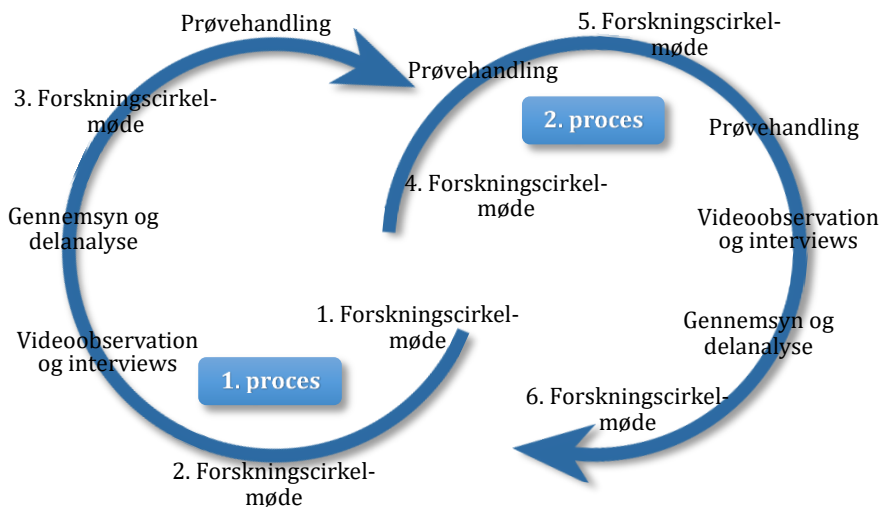 1. proces
1. Forskningscirkel-
møde
2. Forskningscirkel-
møde
Videoobservation
og interviews
Gennemsyn og
delanalyse
3. Forskningscirkel-
møde
Prøvehandling
2. proces
4. Forskningscirkel-
møde
Prøvehandling
5. Forskningscirkel-
møde
Prøvehandling
Videoobservation
og interviews
Gennemsyn og
delanalyse
6. Forskningscirkel-
møde